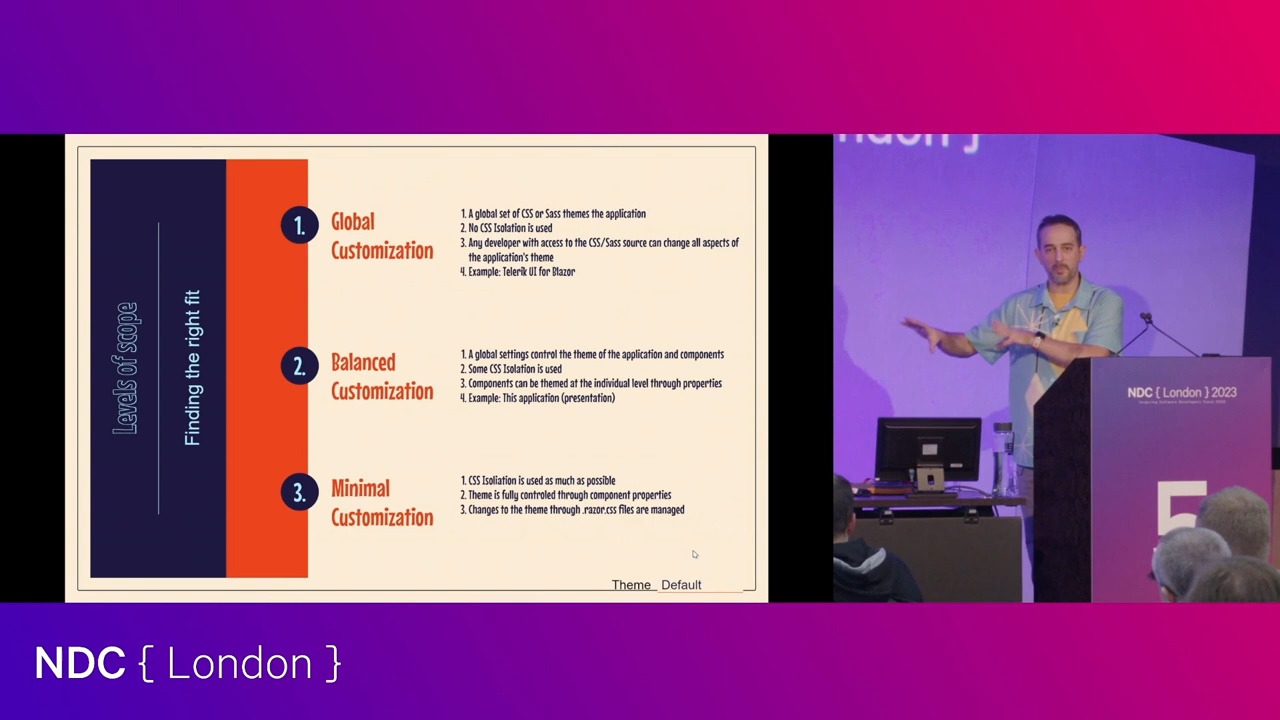 Levels of scope
Finding the right fit
1.
Global
Customization
1. A global set of CSS or Sass themes the application
2. No CSS Isolation is used
3. Any developer with access to the CSS/Sass source can change all aspects of
the application's theme
4. Example: Telerik UI for Blazor
2.
Balanced
Customization
1. A global settings control the theme of the application and components
2. Some CSS Isolation is used
3. Components can be themed at the individual level through properties
4. Example: This application (presentation)
3.
Minimal
Customization
1. CSS Isoliation is used as much as possible
2. Theme is fully controled through component properties
3. Changes to the theme through .razor.css files are managed
Theme Default
ndon }
NDC { London } 2023
5
NDC { London }